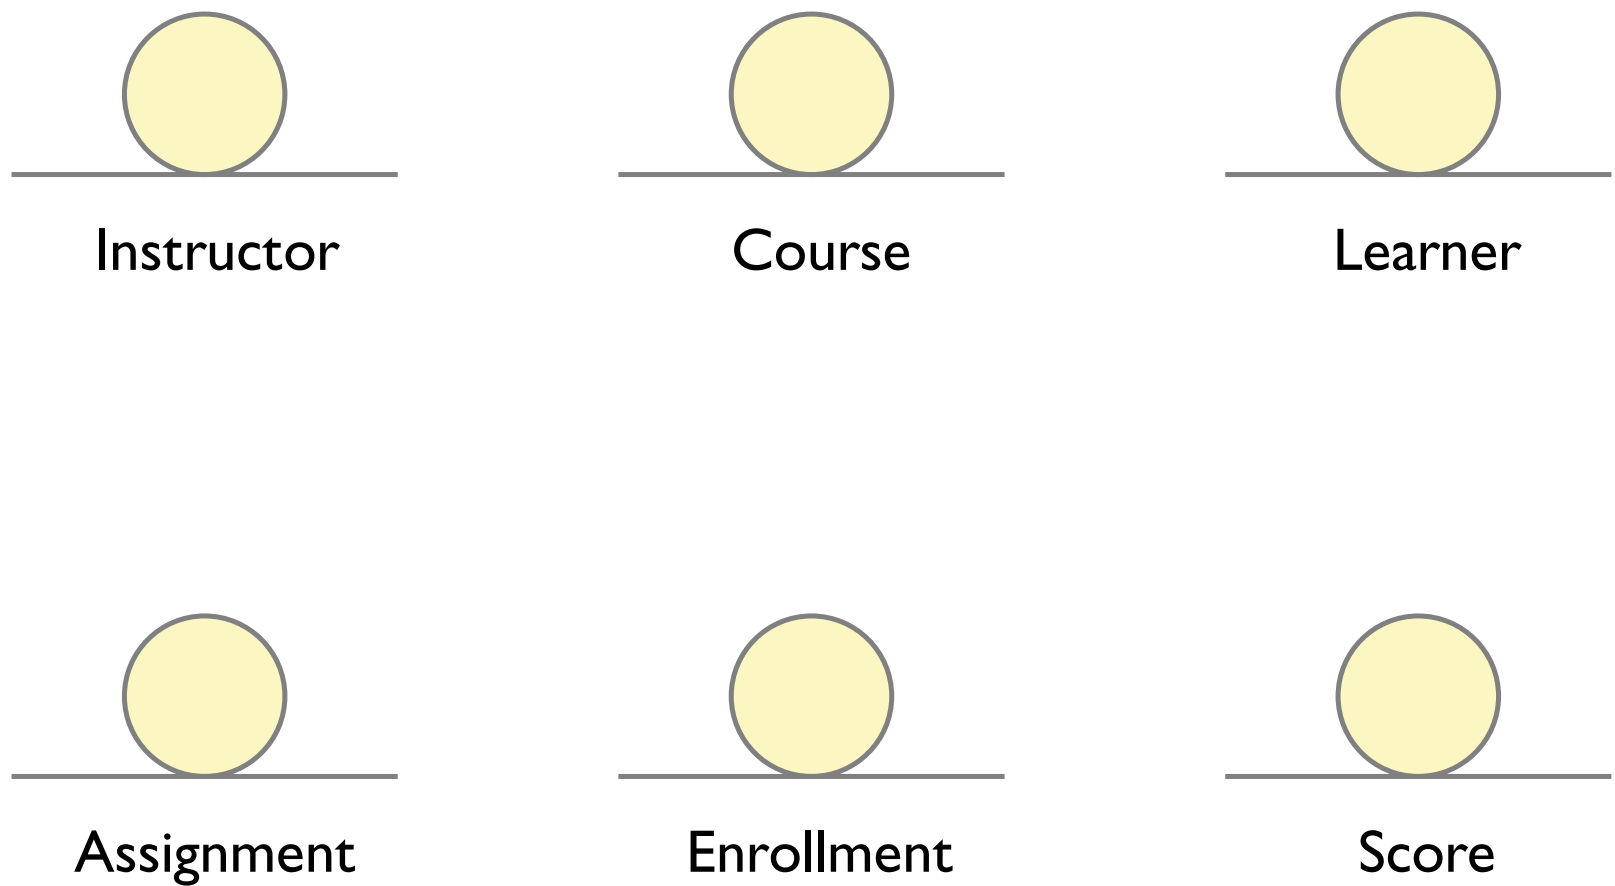 Instructor
Course
Learner
Assignment
Enrollment
Score